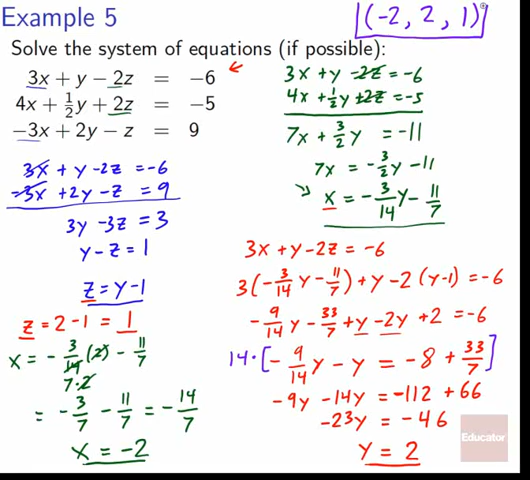 Example 5
(-2, 2, 1)
Solve the system of equations (if possible):
3x + y − 2z = −6
4x + 1/2 y + 2z = −5
−3x + 2y − z = 9
3x + y -2z = -6
4x + 1/2 y +2z = -5
7x + 3/2 y = -11
7x = -3/2 y -11
x = -3/14 y - 11/7
3x + y -2z = -6
-3x +2y -z = 9
3y -3z = 3
y - z = 1
z = y -1
z = 2-1 = 1
x = -3/14 (2) - 11/7
7·2
= -3/7 - 11/7 = -14/7
x = -2
3x + y -2z = -6
3(-3/14 y - 11/7) + y -2(y-1) = -6
-9/14 y - 33/7 + y -2y +2 = -6
14·[-9/14 y - y = -8 + 33/7]
-9y -14y = -112 + 66
-23y = -46
y = 2
Educator